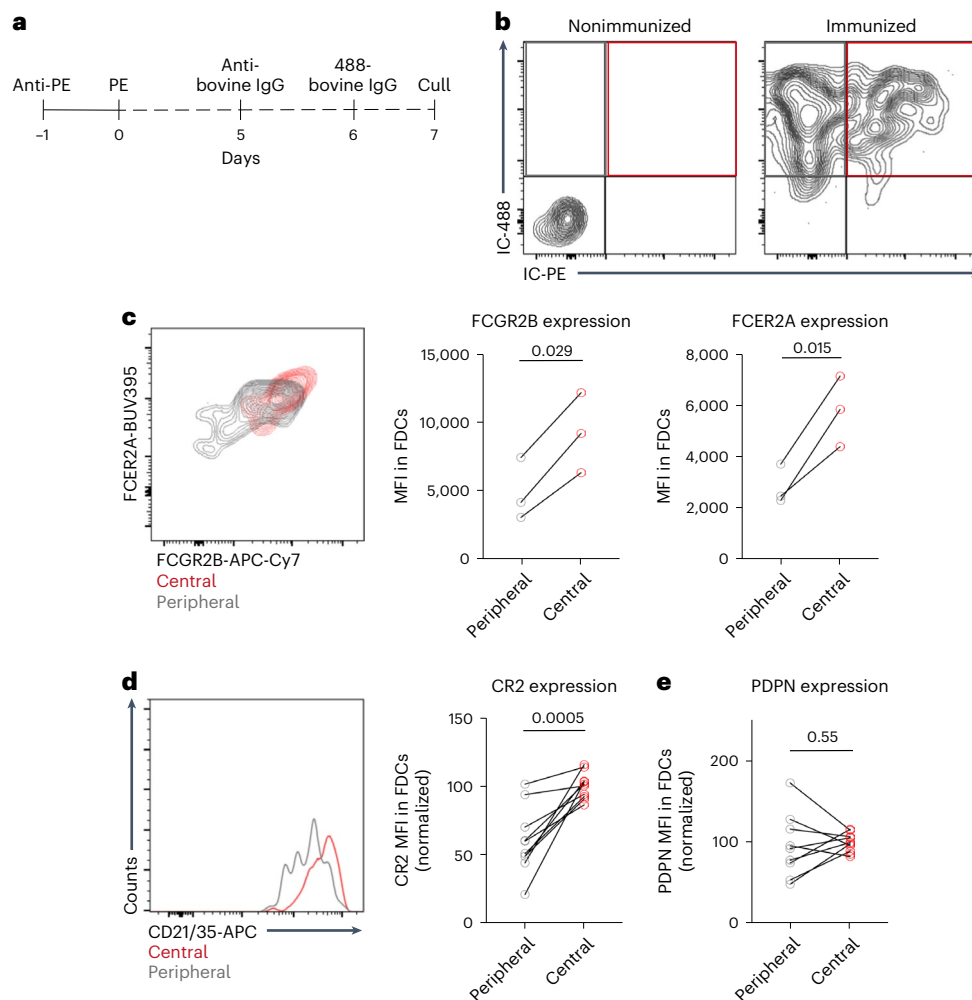 a
Anti-PE
PE
Anti-
bovine IgG
488-
bovine IgG
Cull
–1
0
5
6
7
Days
b
Nonimmunized
Immunized
IC-488
IC-PE
c
FCER2A-BUV395
FCGR2B-APC-Cy7
Central
Peripheral
FCGR2B expression
0.029
15,000
10,000
5,000
0
MFI in FDCs
Peripheral
Central
FCER2A expression
0.015
8,000
6,000
4,000
2,000
0
MFI in FDCs
Peripheral
Central
d
Counts
CD21/35-APC
Central
Peripheral
CR2 expression
0.0005
150
100
50
0
CR2 MFI in FDCs
(normalized)
Peripheral
Central
e
PDPN expression
0.55
200
100
0
PDPN MFI in FDCs
(normalized)
Peripheral
Central